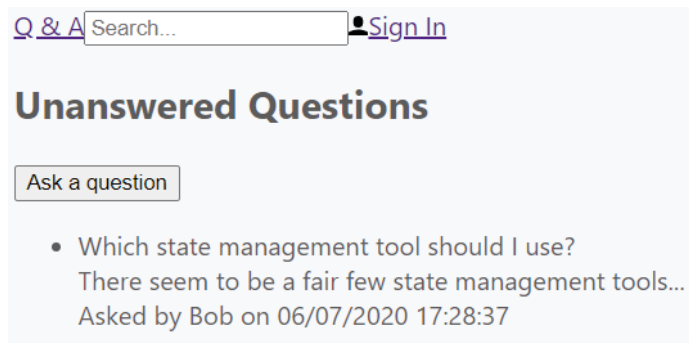 Q & A Search... Sign In
Unanswered Questions
Ask a question
• Which state management tool should I use?
There seem to be a fair few state management tools...
Asked by Bob on 06/07/2020 17:28:37